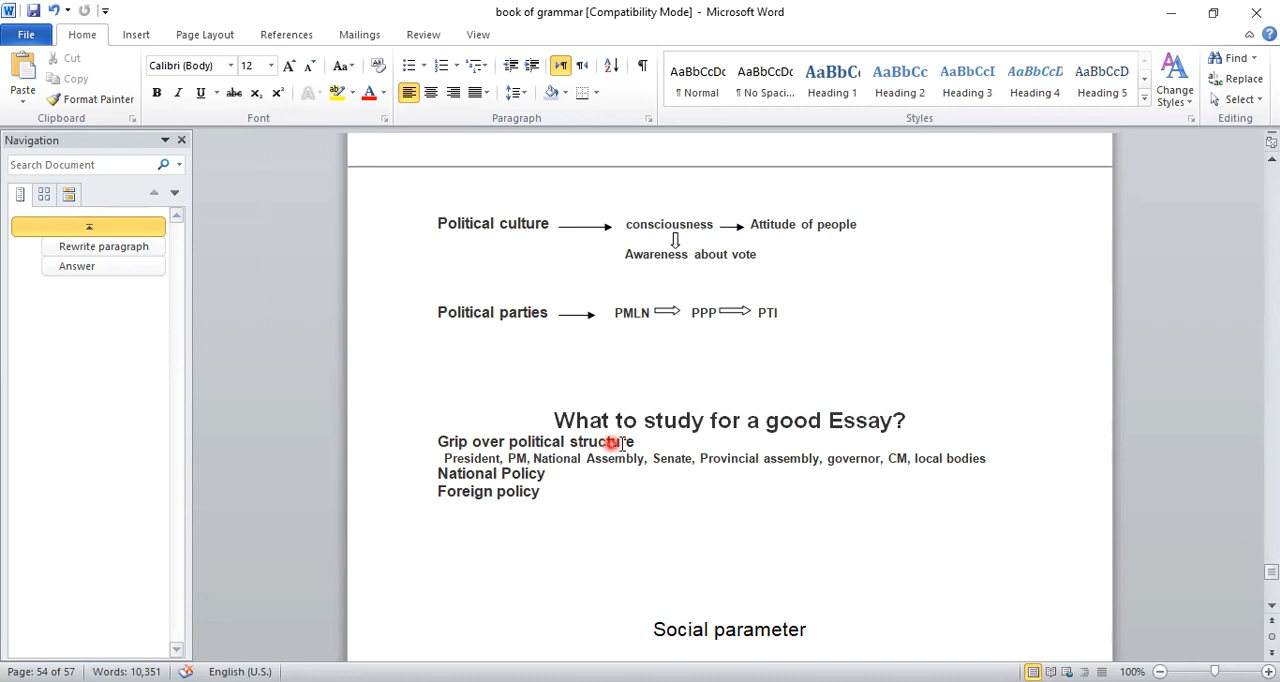 book of grammar [Compatibility Mode] - Microsoft Word
File Home Insert Page Layout References Mailings Review View
Paste Cut Copy Format Painter
Calibri (Body) 12
AaBbCcDc AaBbCcDc AaBbC AaBbCc AaBbCcI AaBbCcD AaBbCcD
¶ Normal ¶ No Spaci... Heading 1 Heading 2 Heading 3 Heading 4 Heading 5
Change Styles
Find Replace Select
Clipboard Font Paragraph Styles Editing
Navigation
Search Document
Rewrite paragraph
Answer
Political culture consciousness Attitude of people
Awareness about vote
Political parties PMLN PPP PTI
What to study for a good Essay?
Grip over political structure
President, PM, National Assembly, Senate, Provincial assembly, governor, CM, local bodies
National Policy
Foreign policy
Social parameter
Page: 54 of 57 Words: 10,351 English (U.S.) 100%